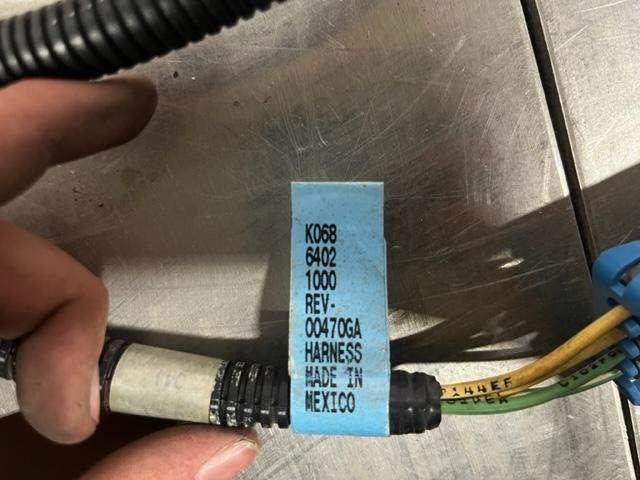 K068
6402
1000
REV-
00470GA
HARNESS
MADE IN
MEXICO